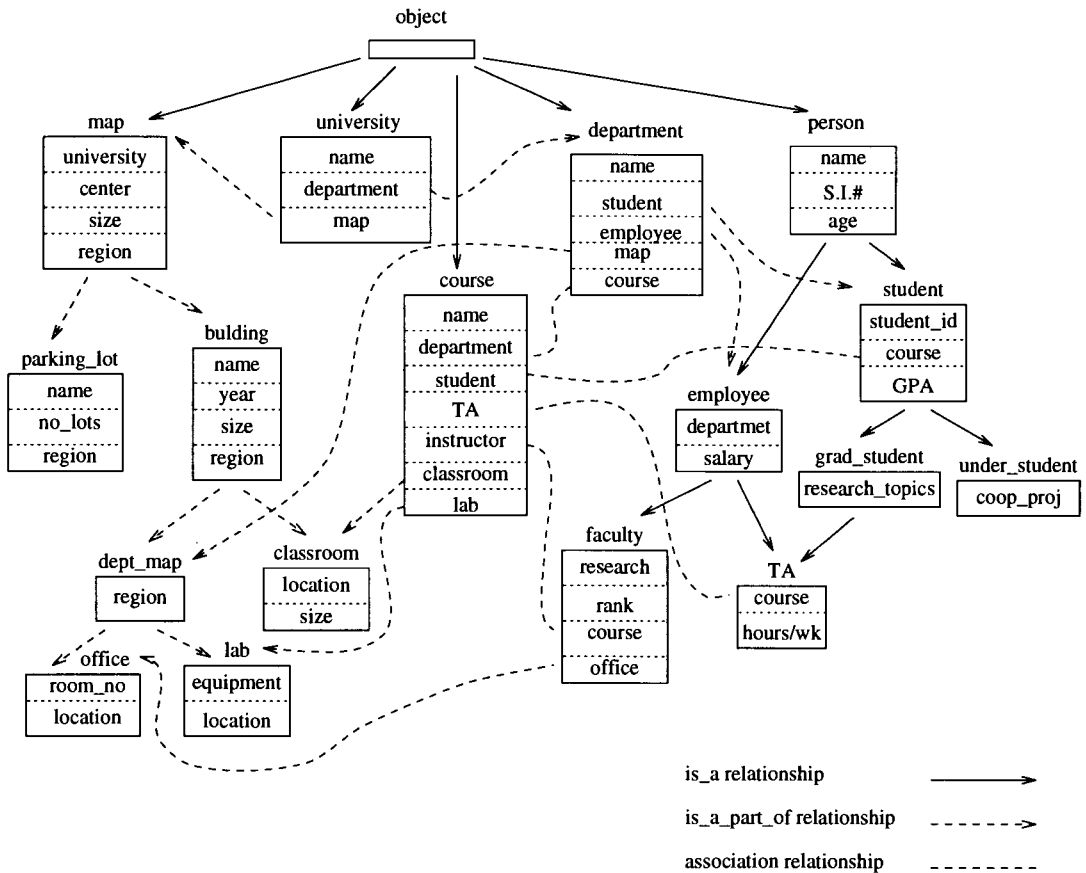 object
map
university
center
size
region
university
name
department
map
department
name
student
employee
map
course
person
name
S.I.#
age
course
name
department
student
TA
instructor
classroom
lab
student
student_id
course
GPA
parking_lot
name
no_lots
region
bulding
name
year
size
region
employee
departmet
salary
grad_student
research_topics
under_student
coop_proj
dept_map
region
classroom
location
size
faculty
research
rank
course
office
TA
course
hours/wk
office
room_no
location
lab
equipment
location
is_a relationship
is_a_part_of relationship
association relationship